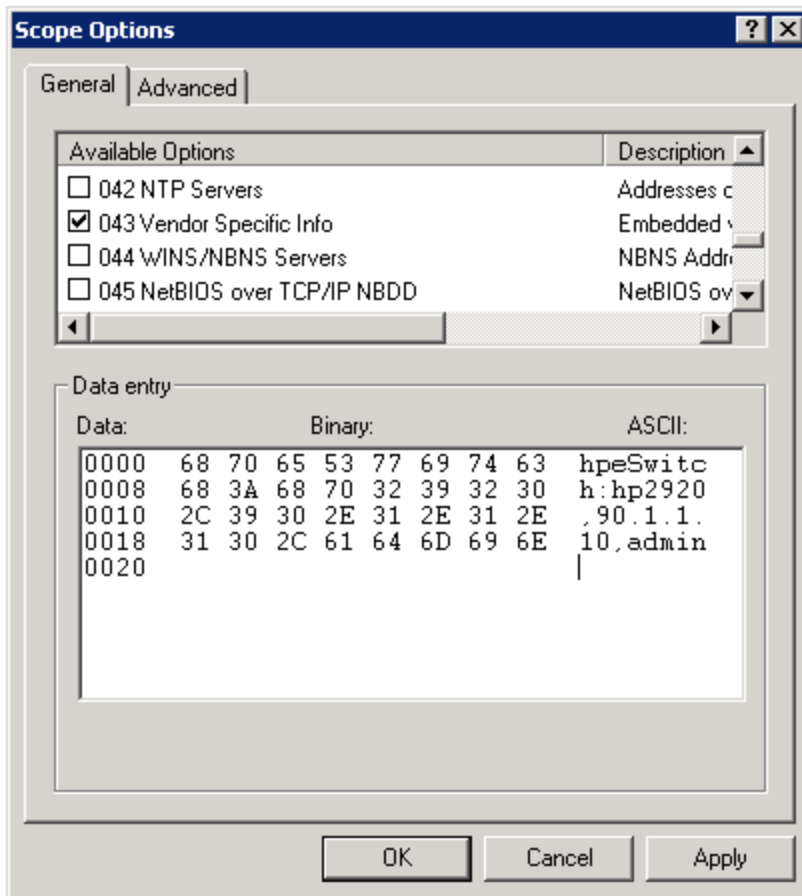 Scope Options
General Advanced
Available Options Description
042 NTP Servers Addresses c
043 Vendor Specific Info Embedded v
044 WINS/NBNS Servers NBNS Addr
045 NetBIOS over TCP/IP NBDD NetBIOS ov
Data entry
Data: Binary: ASCII:
0000 68 70 65 53 77 69 74 63 hpeSwitc
0008 68 3A 68 70 32 39 32 30 h:hp2920
0010 2C 39 30 2E 31 2E 31 2E ,90.1.1.
0018 31 30 2C 61 64 6D 69 6E 10,admin
0020
OK Cancel Apply